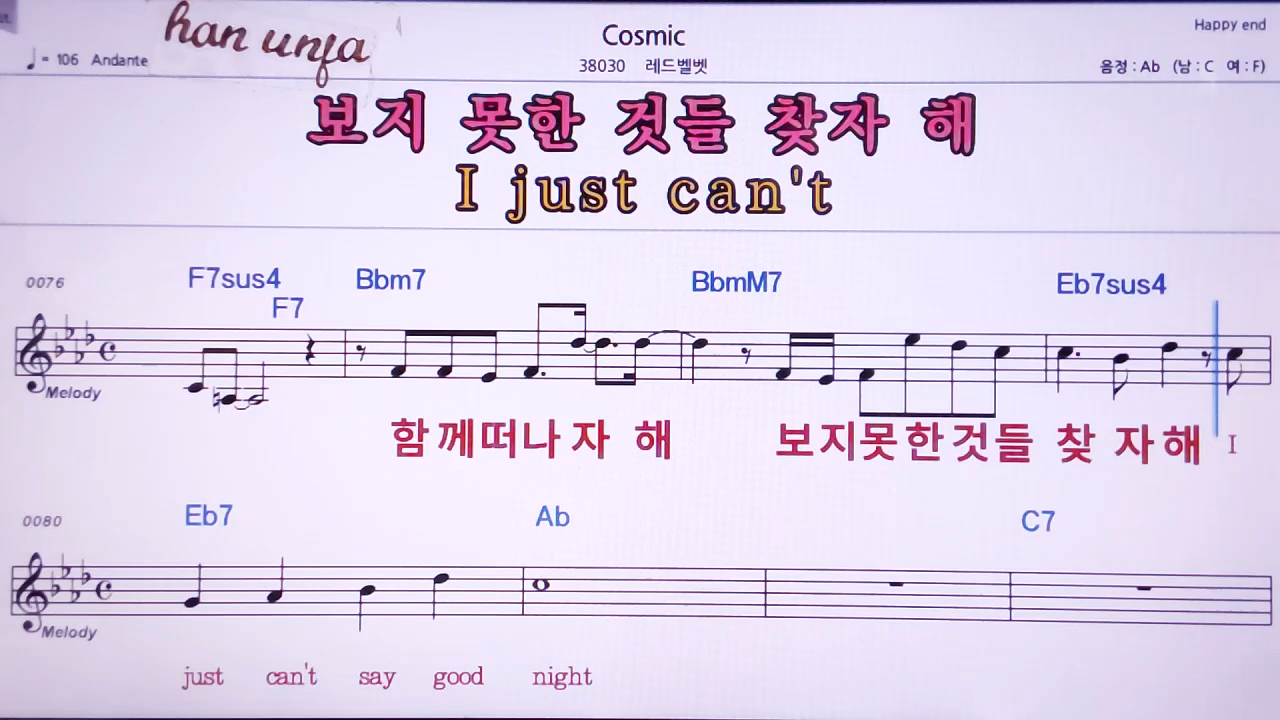 han unja
Cosmic
Happy end
♩= 106 Andante
38030 레드벨벳
음정 : Ab (남 : C 여 : F)
보지 못한 것들 찾자 해
I just can't
0076
F7sus4 F7 Bbm7 BbmM7 Eb7sus4
Melody
함께떠나자 해 보지못한것들 찾 자해 I
0080
Eb7 Ab C7
Melody
just can't say good night